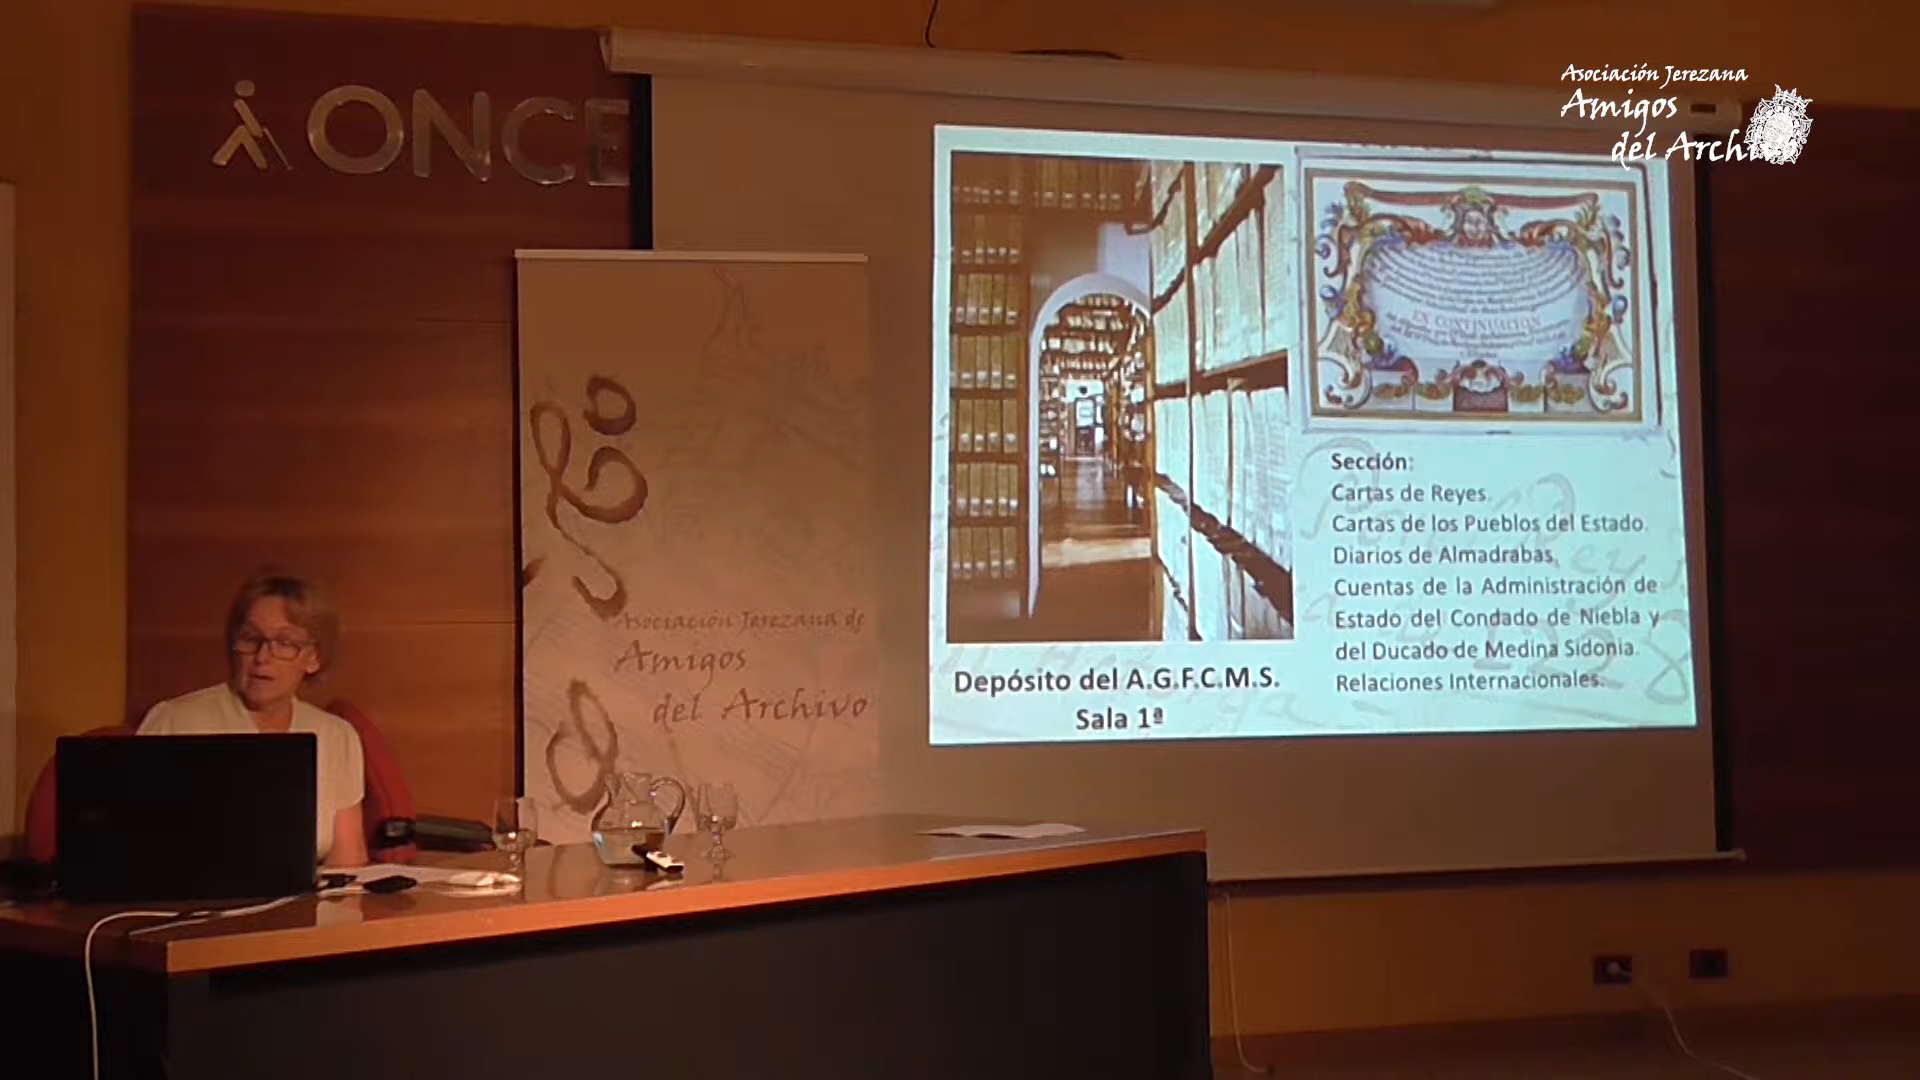 ONCE
Asociación Jerezana
Amigos
del Archivo
Asociación Jerezana de
Amigos
del Archivo
EN CONTINUACION
Sección:
Cartas de Reyes.
Cartas de los Pueblos del Estado.
Diarios de Almadrabas,
Cuentas de la Administración de
Estado del Condado de Niebla y
del Ducado de Medina Sidonia.
Relaciones Internacionales.
Depósito del A.G.F.C.M.S.
Sala 1ª